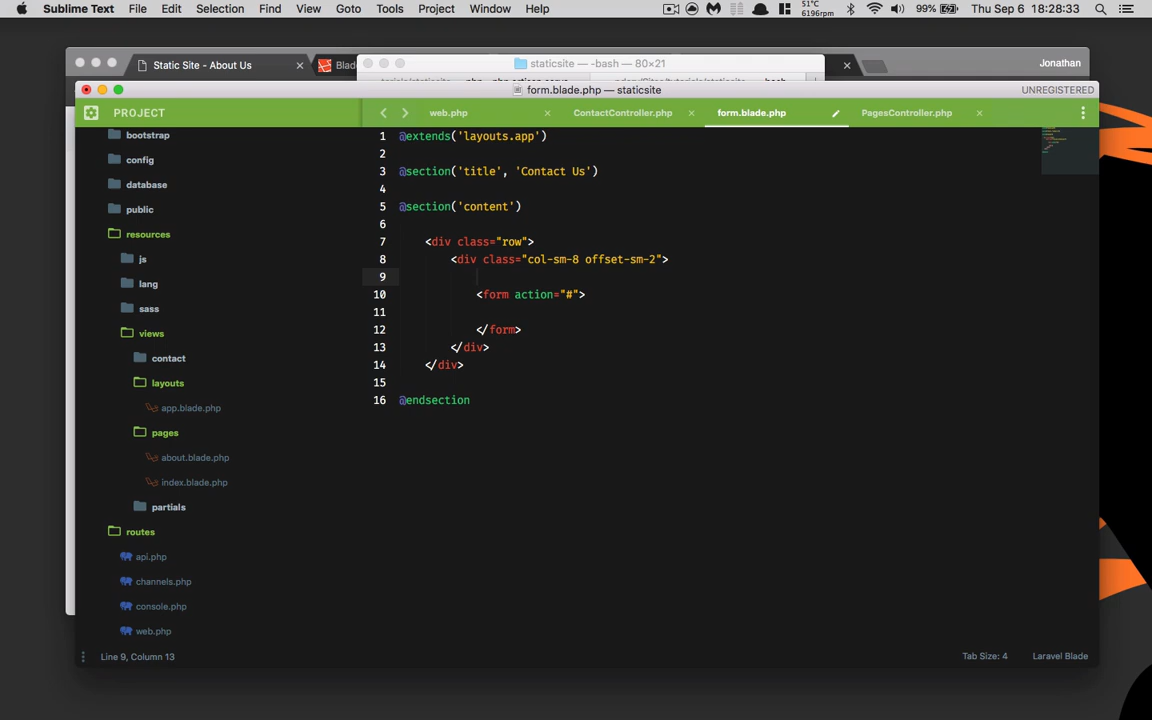 Sublime Text File Edit Selection Find View Goto Tools Project Window Help 51°C 6196rpm 99% Thu Sep 6 18:28:33
Static Site - About Us × Blade staticsite — -bash — 80×21 × Jonathan
form.blade.php — staticsite UNREGISTERED
PROJECT web.php × ContactController.php × form.blade.php PagesController.php ×
bootstrap
config
database
public
resources
js
lang
sass
views
contact
layouts
app.blade.php
pages
about.blade.php
index.blade.php
partials
routes
api.php
channels.php
console.php
web.php
1 @extends('layouts.app')
2
3 @section('title', 'Contact Us')
4
5 @section('content')
6
7 <div class="row">
8 <div class="col-sm-8 offset-sm-2">
9
10 <form action="#">
11
12 </form>
13 </div>
14 </div>
15
16 @endsection
Line 9, Column 13 Tab Size: 4 Laravel Blade